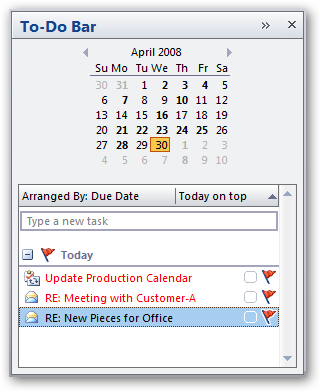 To-Do Bar
April 2008
Su Mo Tu We Th Fr Sa
30 31 1 2 3 4 5
6 7 8 9 10 11 12
13 14 15 16 17 18 19
20 21 22 23 24 25 26
27 28 29 30 1 2 3
4 5 6 7 8 9 10
Arranged By: Due Date Today on top
Type a new task
Today
Update Production Calendar
RE: Meeting with Customer-A
RE: New Pieces for Office